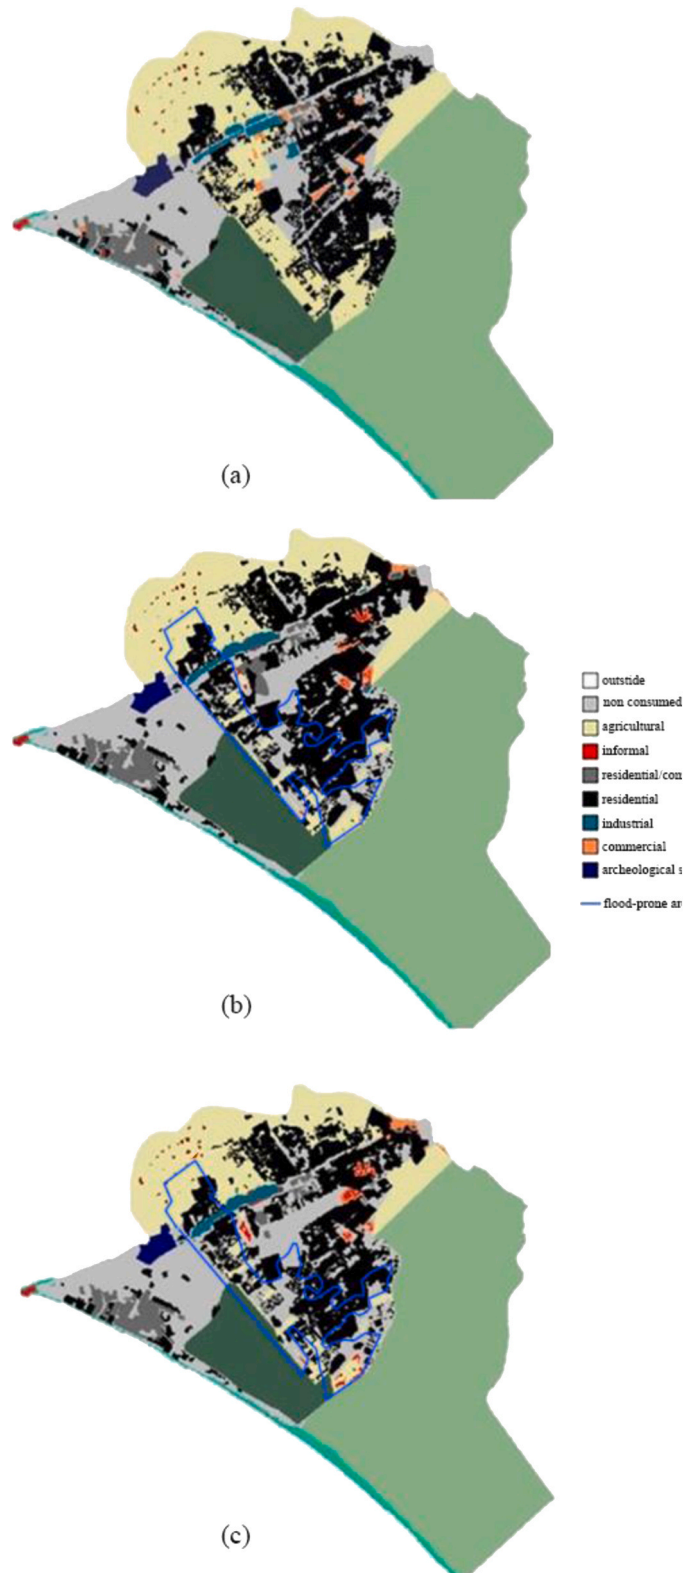 (a)
outstide
non consumed
agricultural
informal
residential/con
residential
industrial
commercial
archeological s
flood-prone ar
(b)
(c)